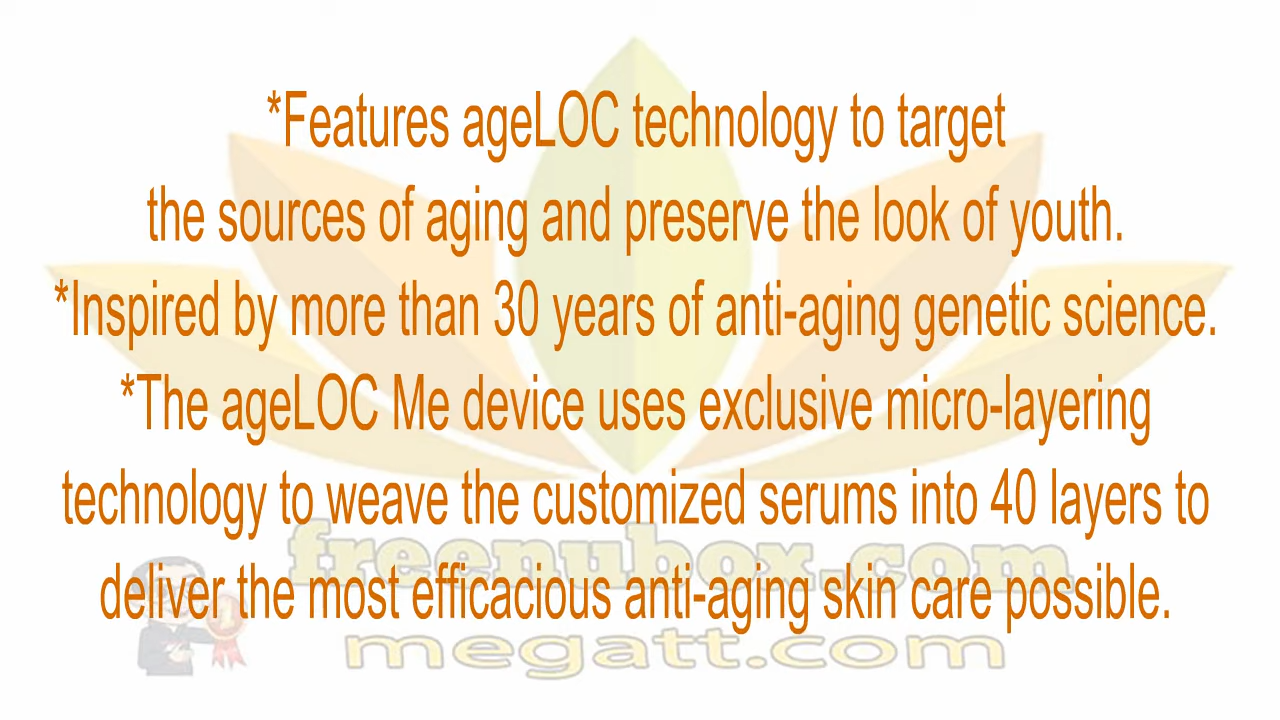 *Features ageLOC technology to target
the sources of aging and preserve the look of youth.
*Inspired by more than 30 years of anti-aging genetic science.
*The ageLOC Me device uses exclusive micro-layering
technology to weave the customized serums into 40 layers to
deliver the most efficacious anti-aging skin care possible.
freenubox.com
megatt.com